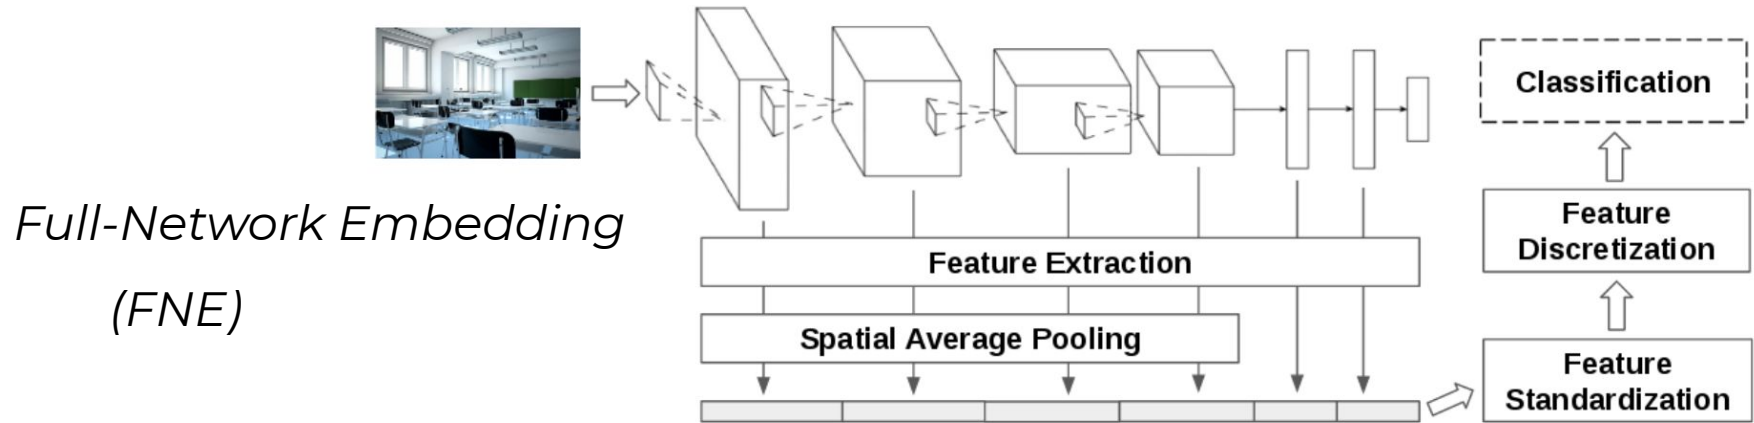 Full-Network Embedding
(FNE)
Feature Extraction
Spatial Average Pooling
Classification
Feature
Discretization
Feature
Standardization